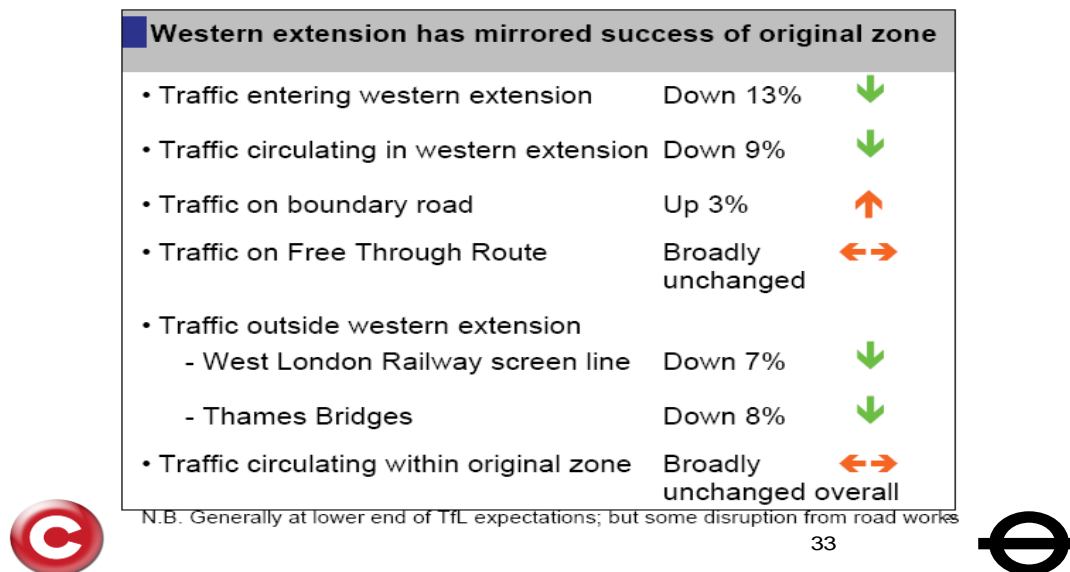 Western extension has mirrored success of original zone
• Traffic entering western extension Down 13%
• Traffic circulating in western extension Down 9%
• Traffic on boundary road Up 3%
• Traffic on Free Through Route Broadly
unchanged
• Traffic outside western extension
- West London Railway screen line Down 7%
- Thames Bridges Down 8%
• Traffic circulating within original zone Broadly
unchanged overall
N.B. Generally at lower end of TfL expectations; but some disruption from road works
33
C